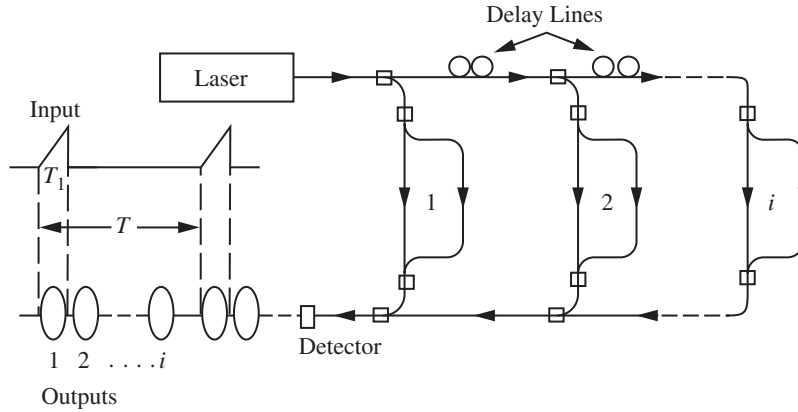 Delay Lines
Laser
Input
T1
T
1
2
i
Detector
1 2 . . . . i
Outputs